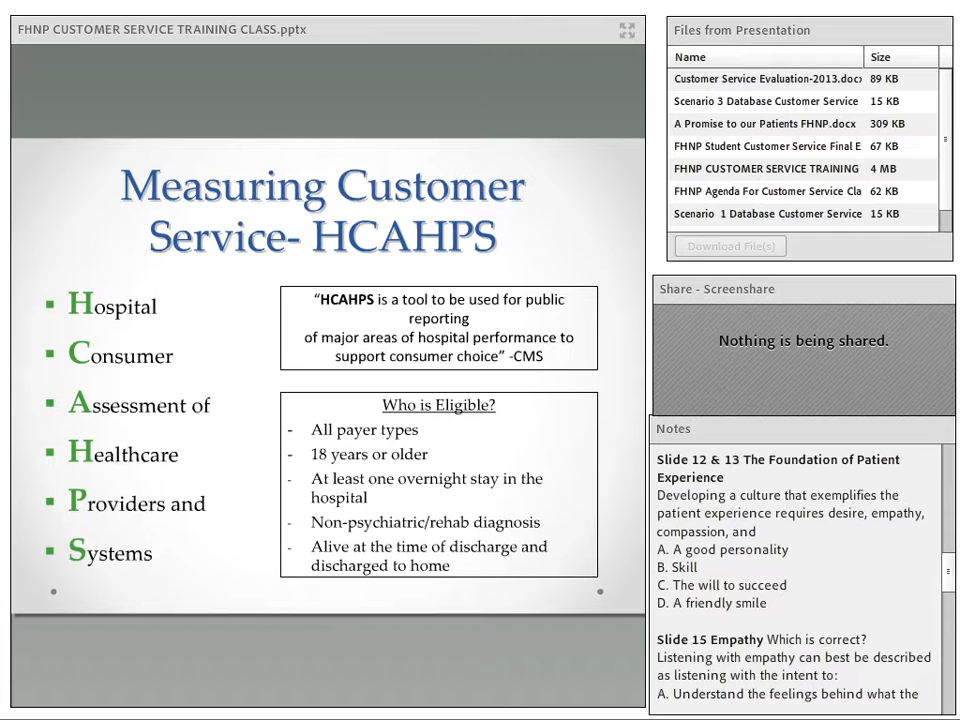 FHNP CUSTOMER SERVICE TRAINING CLASS.pptx
Measuring Customer
Service- HCAHPS
▪ Hospital
▪ Consumer
▪ Assessment of
▪ Healthcare
▪ Providers and
▪ Systems
“HCAHPS is a tool to be used for public
reporting
of major areas of hospital performance to
support consumer choice” -CMS
Who is Eligible?
- All payer types
- 18 years or older
- At least one overnight stay in the
hospital
- Non-psychiatric/rehab diagnosis
- Alive at the time of discharge and
discharged to home
Files from Presentation
Name Size
Customer Service Evaluation-2013.docx 89 KB
Scenario 3 Database Customer Service 15 KB
A Promise to our Patients FHNP.docx 309 KB
FHNP Student Customer Service Final E 67 KB
FHNP CUSTOMER SERVICE TRAINING 4 MB
FHNP Agenda For Customer Service Cla 62 KB
Scenario 1 Database Customer Service 15 KB
Download File(s)
Share - Screenshare
Nothing is being shared.
Notes
Slide 12 & 13 The Foundation of Patient
Experience
Developing a culture that exemplifies the
patient experience requires desire, empathy,
compassion, and
A. A good personality
B. Skill
C. The will to succeed
D. A friendly smile
Slide 15 Empathy Which is correct?
Listening with empathy can best be described
as listening with the intent to:
A. Understand the feelings behind what the